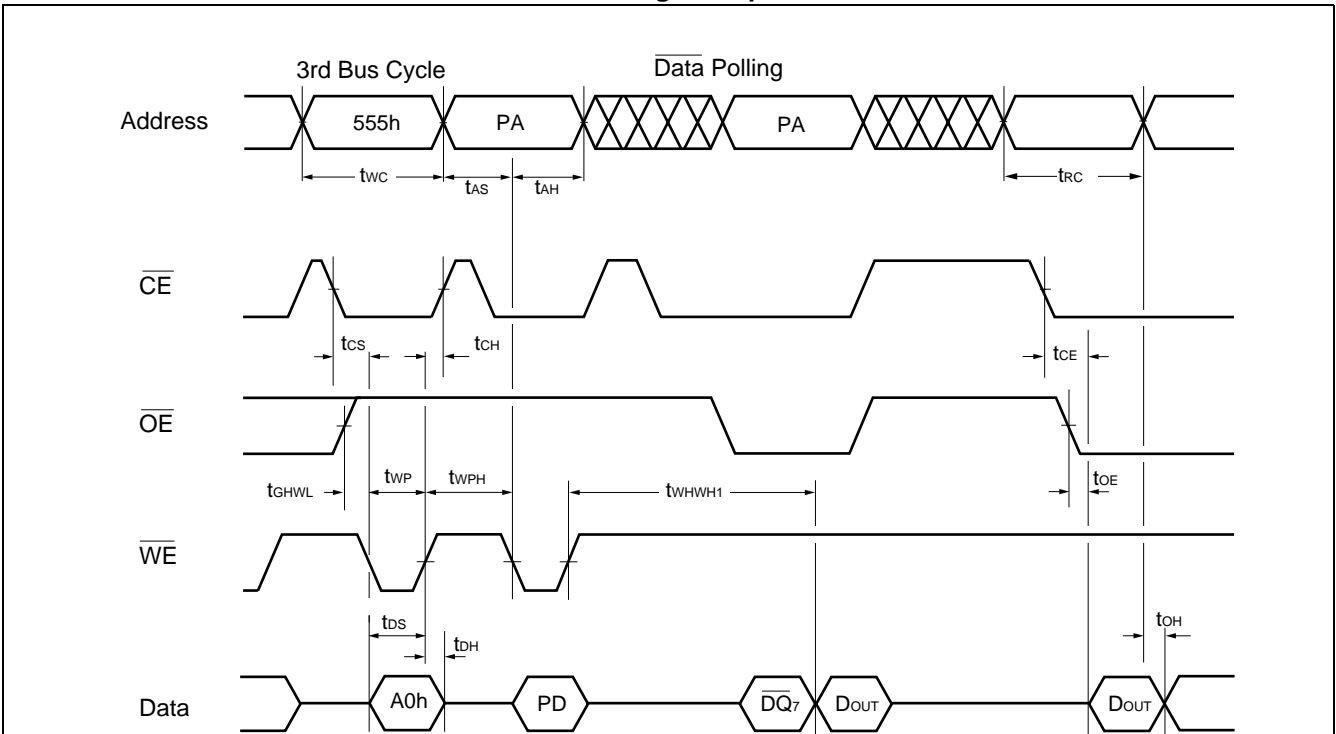 3rd Bus Cycle Data Polling
Address 555h PA PA
tWC tAS tAH tRC
CE
tCS tCH tCE
OE
tGHWL tWP tWPH tWHWH1 tOE
WE
tDS tDH tOH
Data A0h PD DQ7 DOUT DOUT